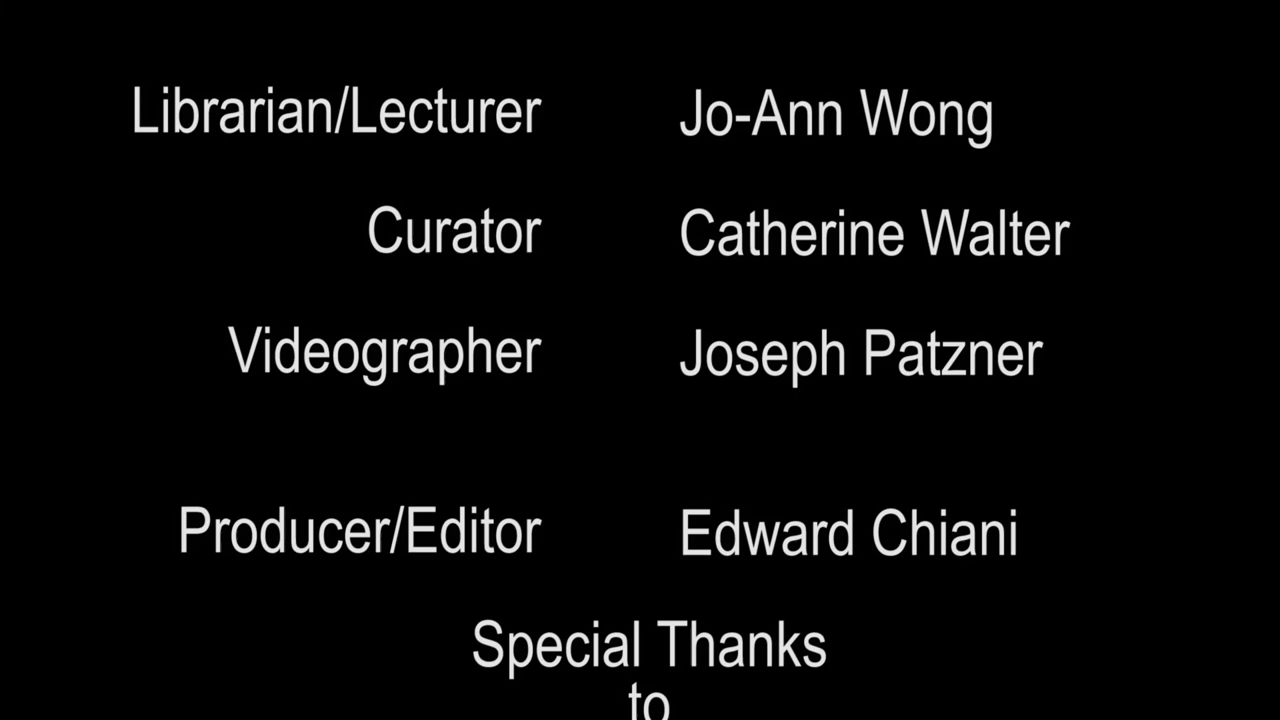 Librarian/Lecturer Jo-Ann Wong
Curator Catherine Walter
Videographer Joseph Patzner
Producer/Editor Edward Chiani
Special Thanks
to